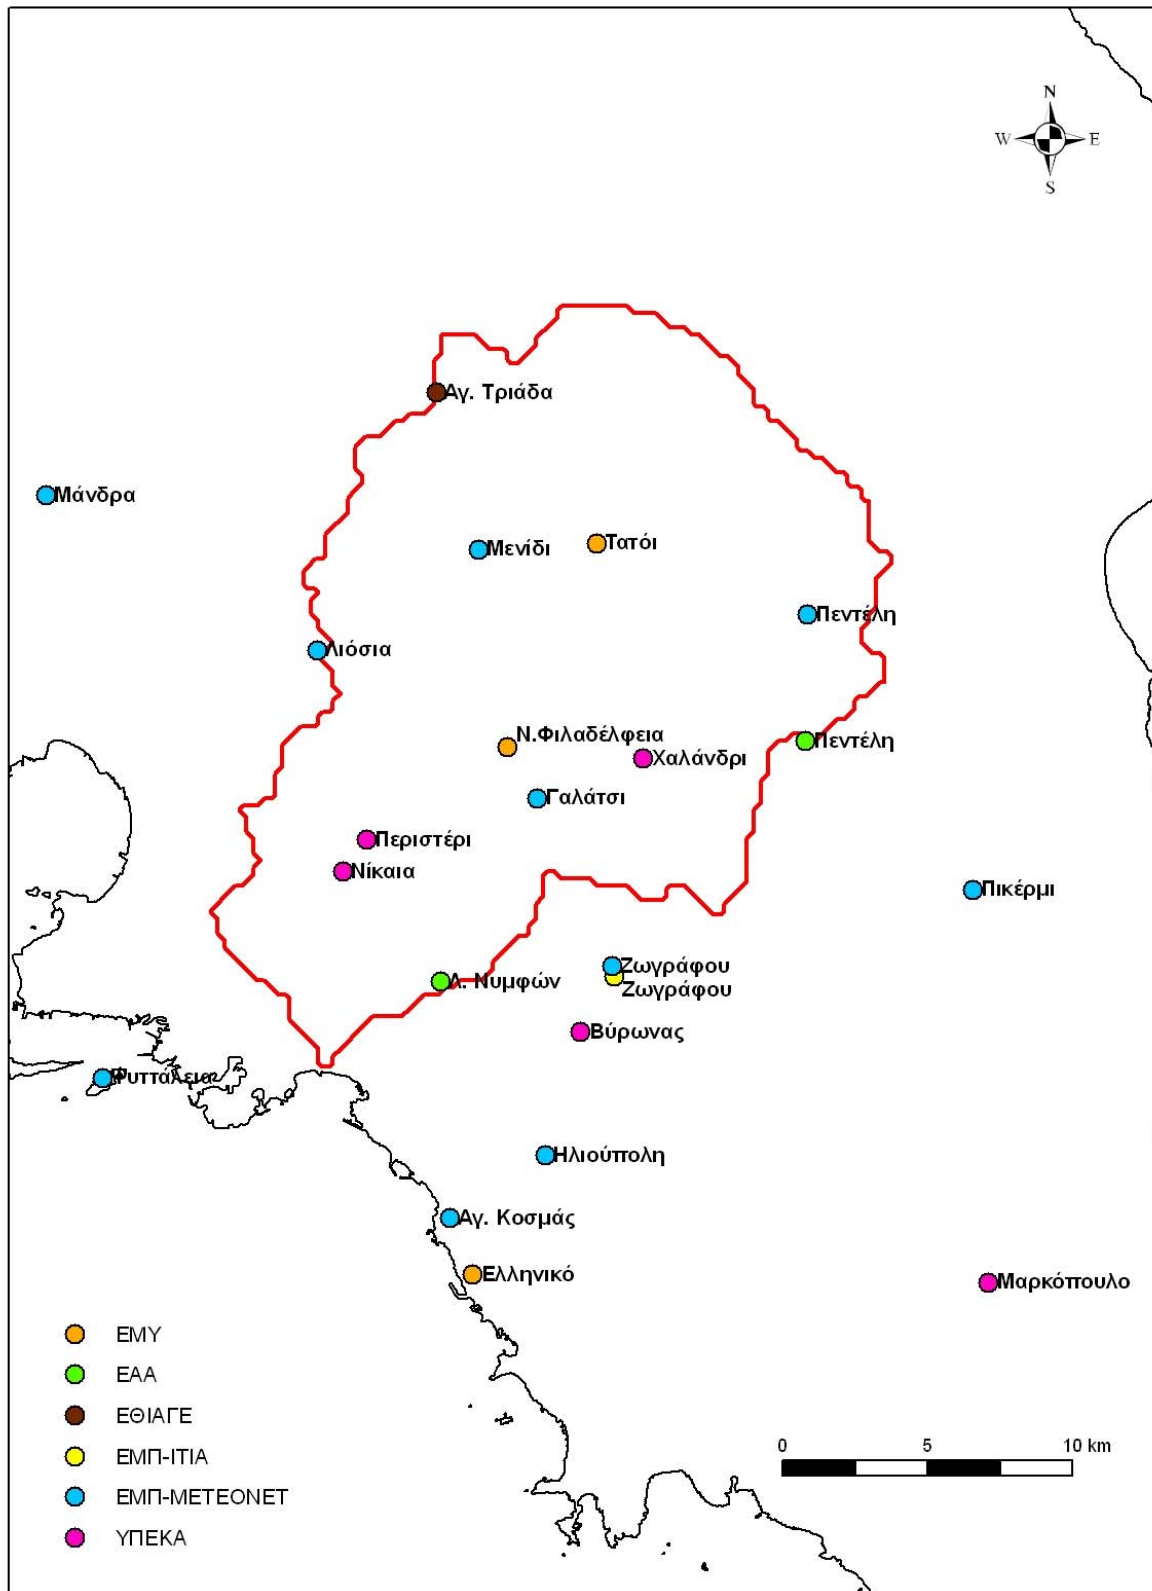 N
W E
S
Αγ. Τριάδα
Μάνδρα
Μενίδι
Τατόι
Πεντέλη
Λιόσια
Ν.Φιλαδέλφεια
Πεντέλη
Χαλάνδρι
Γαλάτσι
Περιστέρι
Νίκαια
Πικέρμι
Ζωγράφου
Λ. Νυμφών
Ζωγράφου
Βύρωνας
Ψυττάλεια
Ηλιούπολη
Αγ. Κοσμάς
Ελληνικό
Μαρκόπουλο
ΕΜΥ
ΕΑΑ
ΕΘΙΑΓΕ
ΕΜΠ-ΙΤΙΑ
ΕΜΠ-ΜΕΤΕΟΝΕΤ
ΥΠΕΚΑ
0 5 10 km